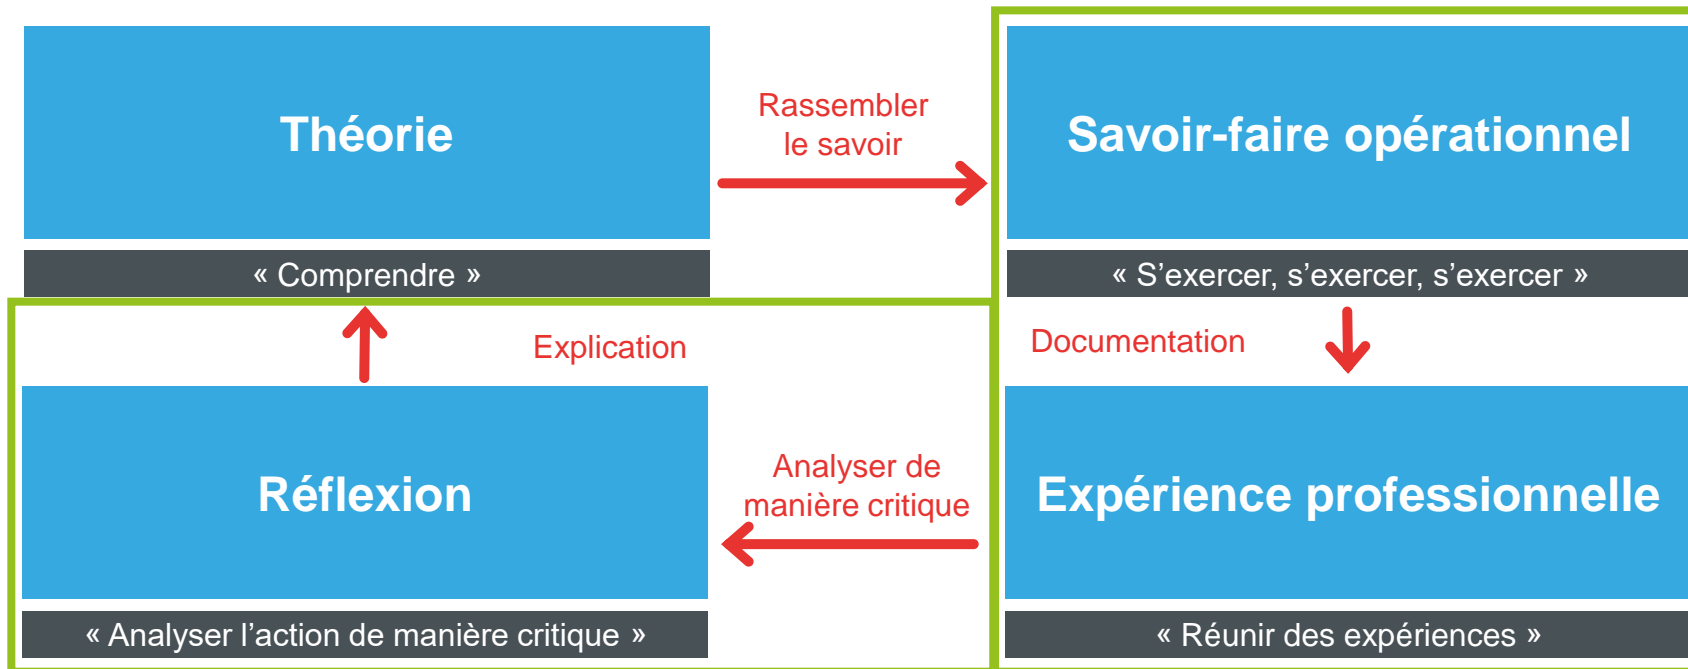 Théorie
« Comprendre »
Rassembler
le savoir
Savoir-faire opérationnel
« S’exercer, s’exercer, s’exercer »
Explication
Documentation
Réflexion
« Analyser l’action de manière critique »
Analyser de
manière critique
Expérience professionnelle
« Réunir des expériences »